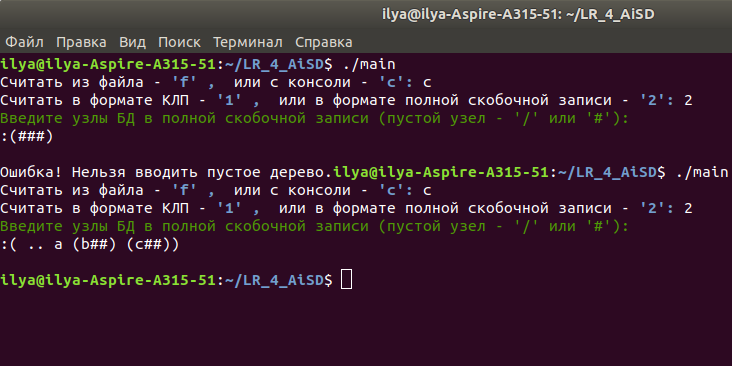 ilya@ilya-Aspire-A315-51: ~/LR_4_AiSD
Файл Правка Вид Поиск Терминал Справка
ilya@ilya-Aspire-A315-51:~/LR_4_AiSD$ ./main
Считать из файла - 'f' ,  или с консоли - 'c': c
Считать в формате КЛП - '1' ,  или в формате полной скобочной записи - '2': 2
Введите узлы БД в полной скобочной записи (пустой узел - '/' или '#'):
:(###)
Ошибка! Нельзя вводить пустое дерево.ilya@ilya-Aspire-A315-51:~/LR_4_AiSD$ ./main
Считать из файла - 'f' ,  или с консоли - 'c': c
Считать в формате КЛП - '1' ,  или в формате полной скобочной записи - '2': 2
Введите узлы БД в полной скобочной записи (пустой узел - '/' или '#'):
:( .. a (b##) (c##))
ilya@ilya-Aspire-A315-51:~/LR_4_AiSD$